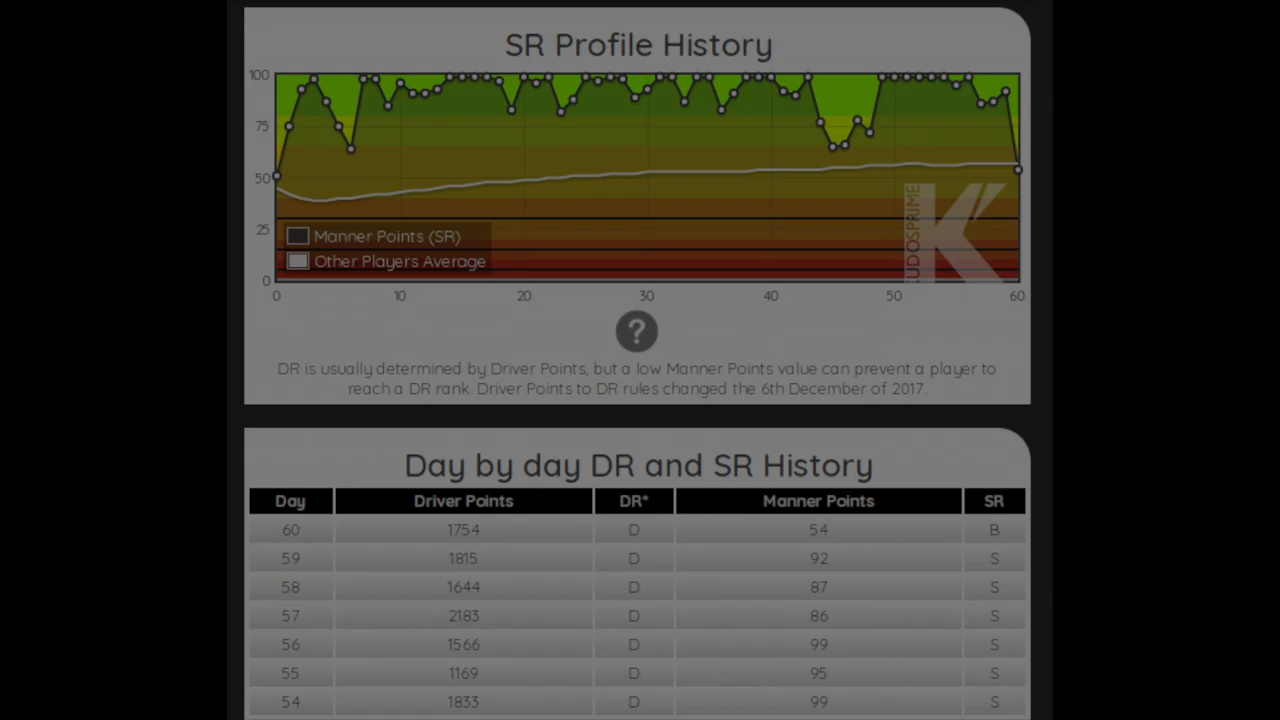 SR Profile History
100
75
50
25
0
Manner Points (SR)
Other Players Average
KUDOSPRIME
K'
0 10 20 30 40 50 60
?
DR is usually determined by Driver Points, but a low Manner Points value can prevent a player to
reach a DR rank. Driver Points to DR rules changed the 6th December of 2017.
Day by day DR and SR History
Day Driver Points DR* Manner Points SR
60 1754 D 54 B
59 1815 D 92 S
58 1644 D 87 S
57 2183 D 86 S
56 1566 D 99 S
55 1169 D 95 S
54 1833 D 99 S